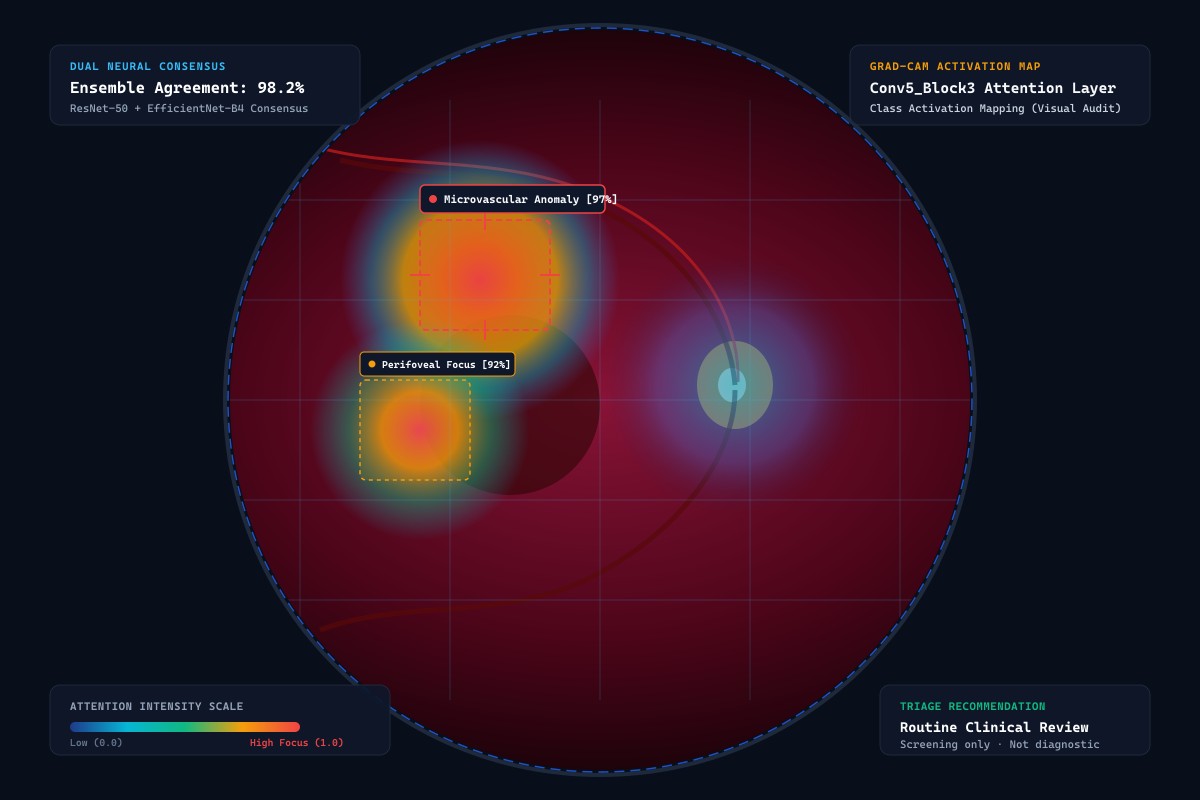 DUAL NEURAL CONSENSUS
Ensemble Agreement: 98.2%
ResNet-50 + EfficientNet-B4 Consensus
GRAD-CAM ACTIVATION MAP
Conv5_Block3 Attention Layer
Class Activation Mapping (Visual Audit)
Microvascular Anomaly [97%]
Perifoveal Focus [92%]
ATTENTION INTENSITY SCALE
Low (0.0) High Focus (1.0)
TRIAGE RECOMMENDATION
Routine Clinical Review
Screening only · Not diagnostic